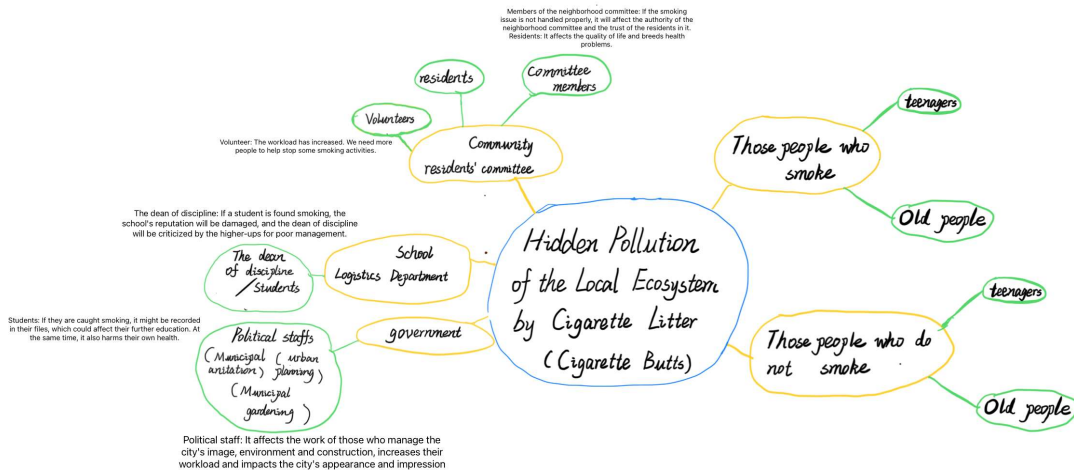 Members of the neighborhood committee: If the smoking
issue is not handled properly, it will affect the authority of the
neighborhood committee and the trust of the residents in it.
Residents: It affects the quality of life and breeds health
problems.
residents
Committee
members
Volunteers
Volunteer: The workload has increased. We need more
people to help stop some smoking activities.
Community
residents' committee
teenagers
Those people who
smoke
Old people
The dean of discipline: If a student is found smoking, the
school's reputation will be damaged, and the dean of discipline
will be criticized by the higher-ups for poor management.
The dean
of discipline
/Students
School
Logistics Department
Hidden Pollution
of the Local Ecosystem
by Cigarette Litter
(Cigarette Butts)
teenagers
Those people who do
not smoke
Old people
Students: If they are caught smoking, it might be recorded
in their files, which could affect their further education. At
the same time, it also harms their own health.
government
Political staffs
(Municipal (urban
anitation) planning)
(Municipal
gardening)
Political staff: It affects the work of those who manage the
city's image, environment and construction, increases their
workload and impacts the city's appearance and impression